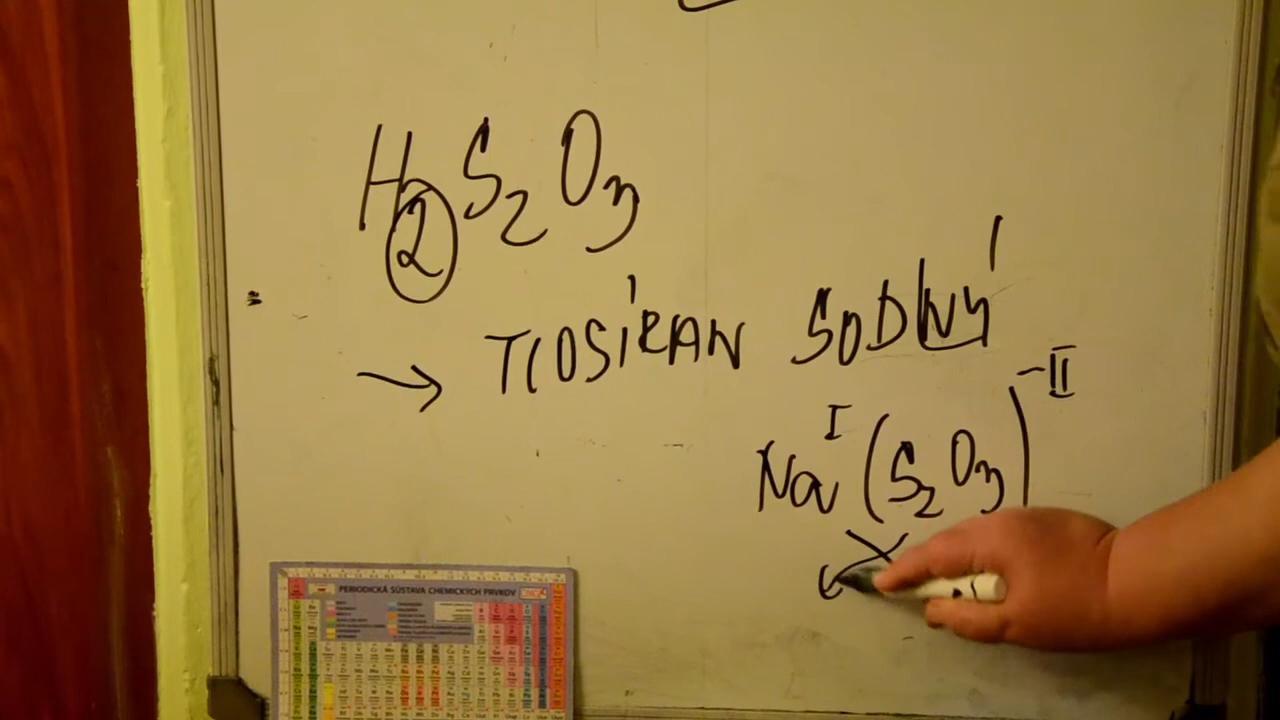 H₂S₂O₃
2
→ TIOSÍRAN SODNÝ
Na^I (S₂O₃)^-II
PERIODICKÁ SÚSTAVA CHEMICKÝCH PRVKOV